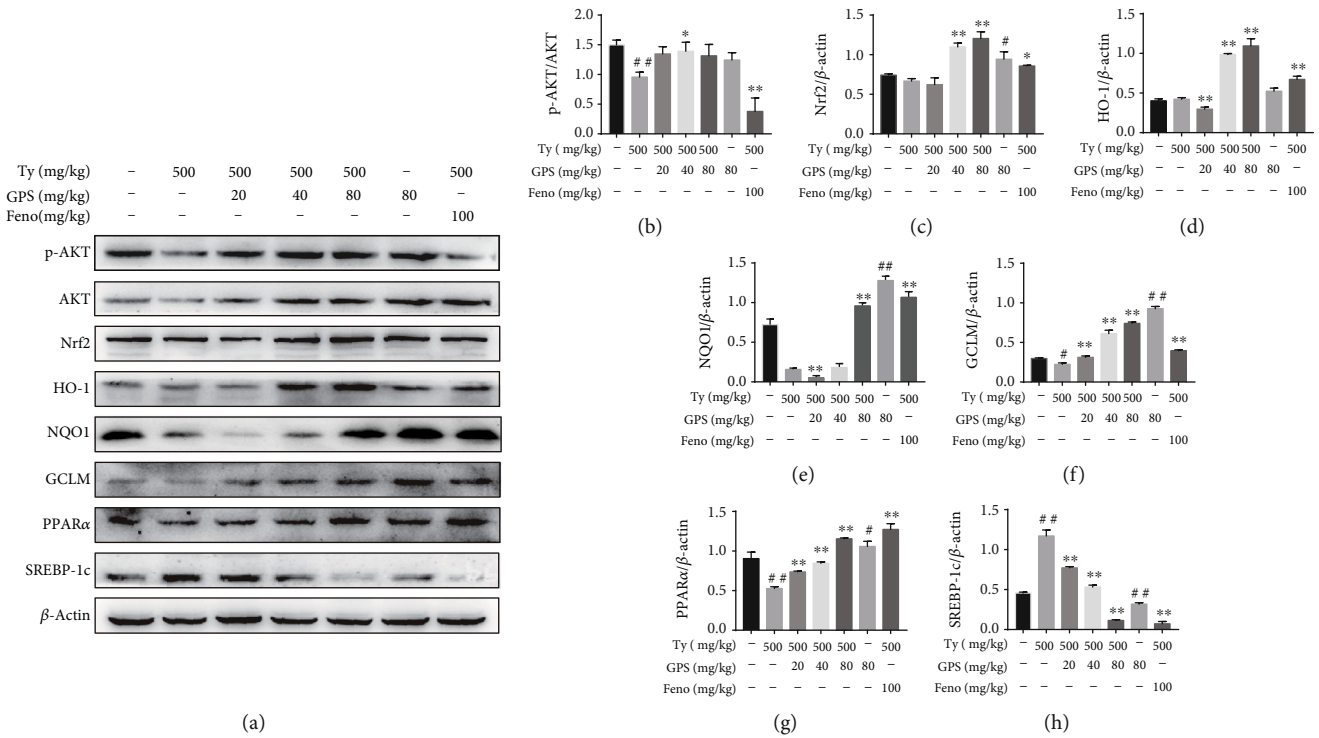 Ty (mg/kg) – 500 500 500 500 – 500
GPS (mg/kg) – – 20 40 80 80 –
Feno(mg/kg) – – – – – – 100
p-AKT
AKT
Nrf2
HO-1
NQO1
GCLM
PPARα
SREBP-1c
β-Actin
(a)
p-AKT/AKT
2.0
1.5
1.0
0.5
0.0
## * **
Ty ( mg/kg) – 500 500 500 500 – 500
GPS (mg/kg) – – 20 40 80 80 –
Feno (mg/kg) – – – – – – 100
(b)
Nrf2/β-actin
1.5
1.0
0.5
0.0
** ** # *
Ty (mg/kg) – 500 500 500 500 – 500
GPS (mg/kg) – – 20 40 80 80 –
Feno (mg/kg) – – – – – – 100
(c)
HO-1/β-actin
1.5
1.0
0.5
0.0
** ** ** **
Ty ( mg/kg) – 500 500 500 500 – 500
GPS (mg/kg) – – 20 40 80 80 –
Feno (mg/kg) – – – – – – 100
(d)
NQO1/β-actin
1.5
1.0
0.5
0.0
** ** ## **
Ty (mg/kg) – 500 500 500 500 – 500
GPS (mg/kg) – – 20 40 80 80 –
Feno (mg/kg) – – – – – – 100
(e)
GCLM/β-actin
1.5
1.0
0.5
0.0
# ** ** ** ## **
Ty ( mg/kg) – 500 500 500 500 – 500
GPS (mg/kg) – – 20 40 80 80 –
Feno (mg/kg) – – – – – – 100
(f)
PPARα/β-actin
1.5
1.0
0.5
0.0
## ** ** ** # **
Ty ( mg/kg) – 500 500 500 500 – 500
GPS (mg/kg) – – 20 40 80 80 –
Feno (mg/kg) – – – – – – 100
(g)
SREBP-1c/β-actin
1.5
1.0
0.5
0.0
## ** ** ** ## **
Ty (mg/kg) – 500 500 500 500 – 500
GPS (mg/kg) – – 20 40 80 80 –
Feno (mg/kg) – – – – – – 100
(h)